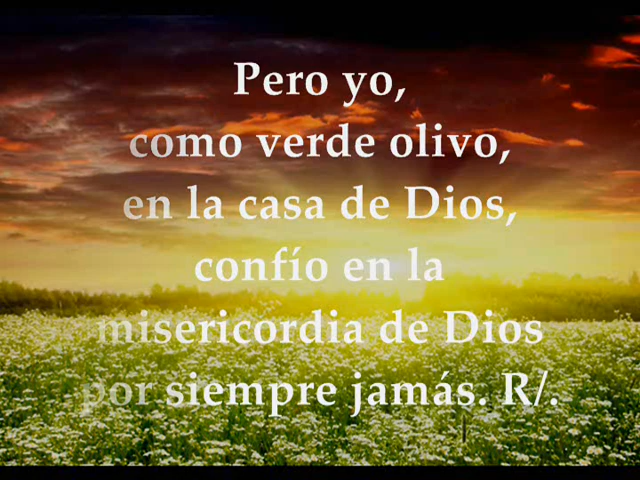 Pero yo,
como verde olivo,
en la casa de Dios,
confío en la
misericordia de Dios
por siempre jamás. R/.